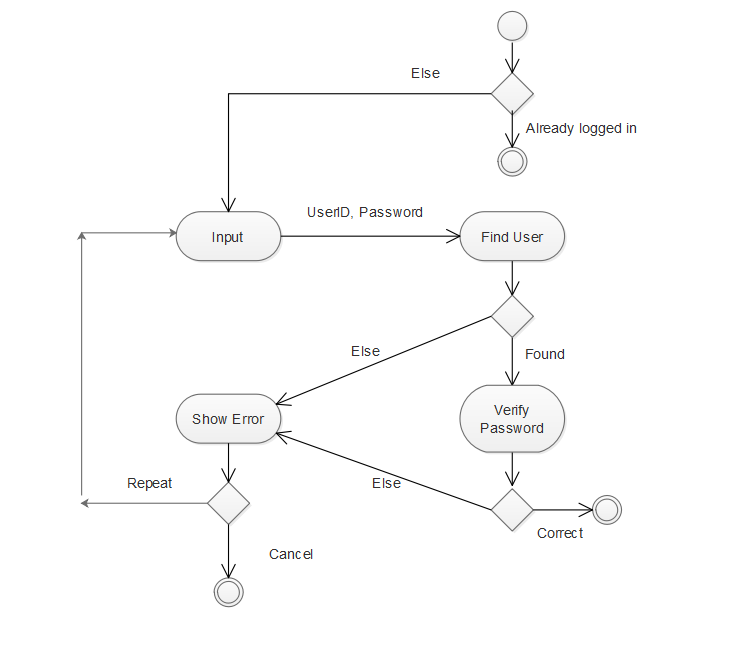 Else
Already logged in
UserID, Password
Input
Find User
Else
Found
Show Error
Verify
Password
Repeat
Else
Correct
Cancel